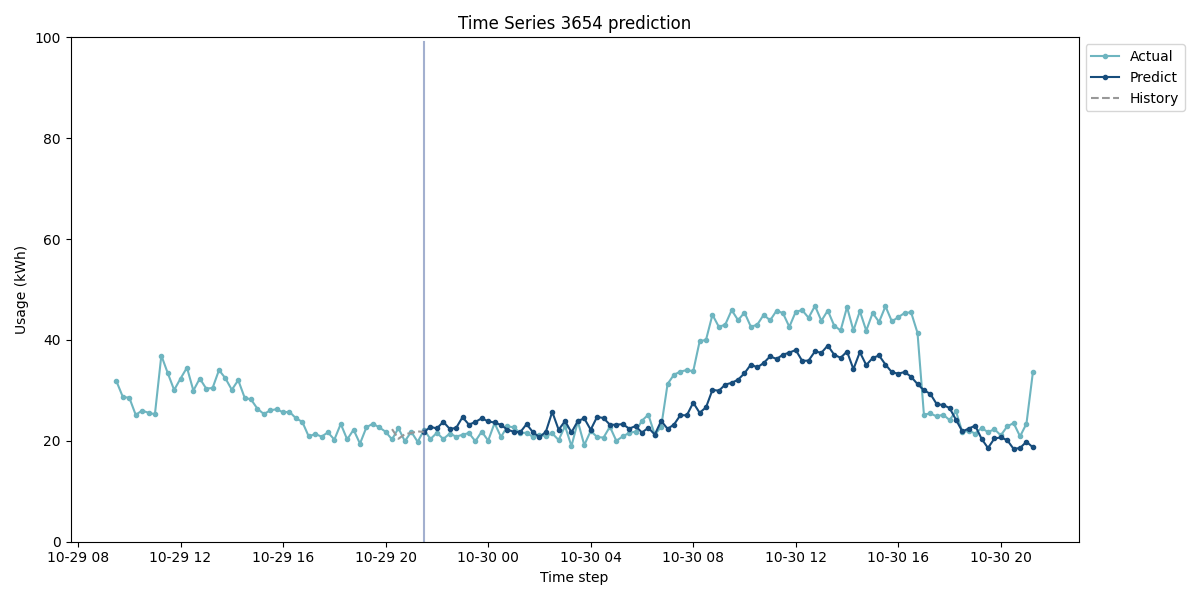 Time Series 3654 prediction
100
80
60
40
20
0
Usage (kWh)
10-29 08
10-29 12
10-29 16
10-29 20
10-30 00
10-30 04
10-30 08
10-30 12
10-30 16
10-30 20
Time step
Actual
Predict
History